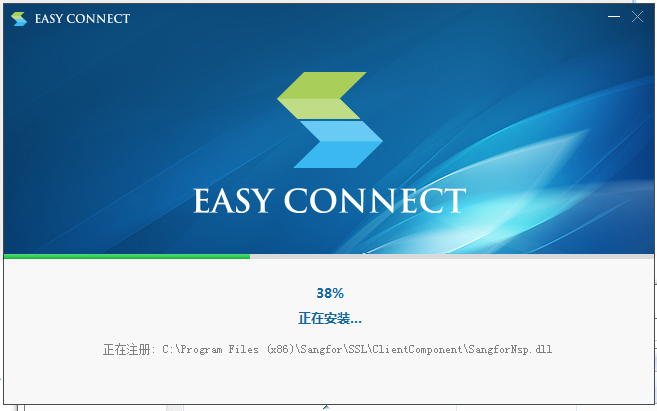 EASY CONNECT
EASY CONNECT
38%
正在安装...
正在注册: C:\Program Files (x86)\Sangfor\SSL\ClientComponent\SangforNsp.dll